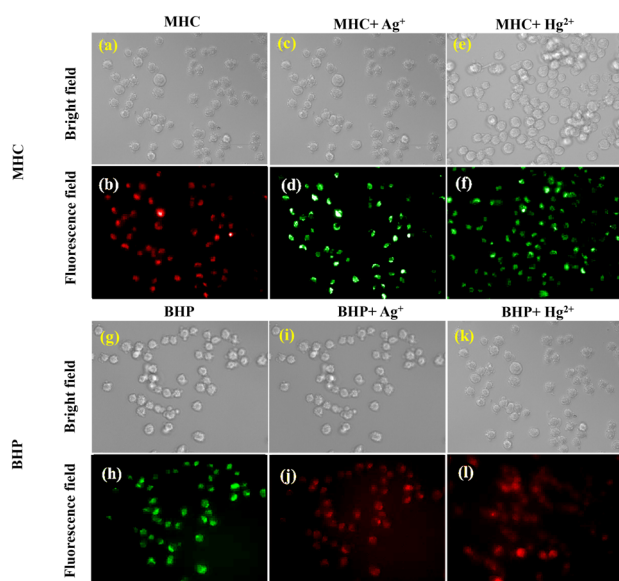 MHC MHC+ Ag⁺ MHC+ Hg²⁺
MHC
Bright field
(a) (c) (e)
Fluorescence field
(b) (d) (f)
BHP BHP+ Ag⁺ BHP+ Hg²⁺
BHP
Bright field
(g) (i) (k)
Fluorescence field
(h) (j) (l)